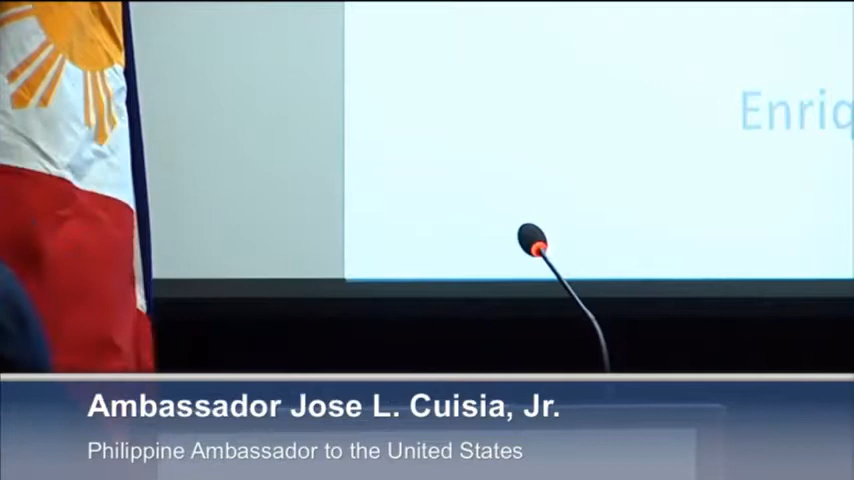 Enriq
Ambassador Jose L. Cuisia, Jr.
Philippine Ambassador to the United States